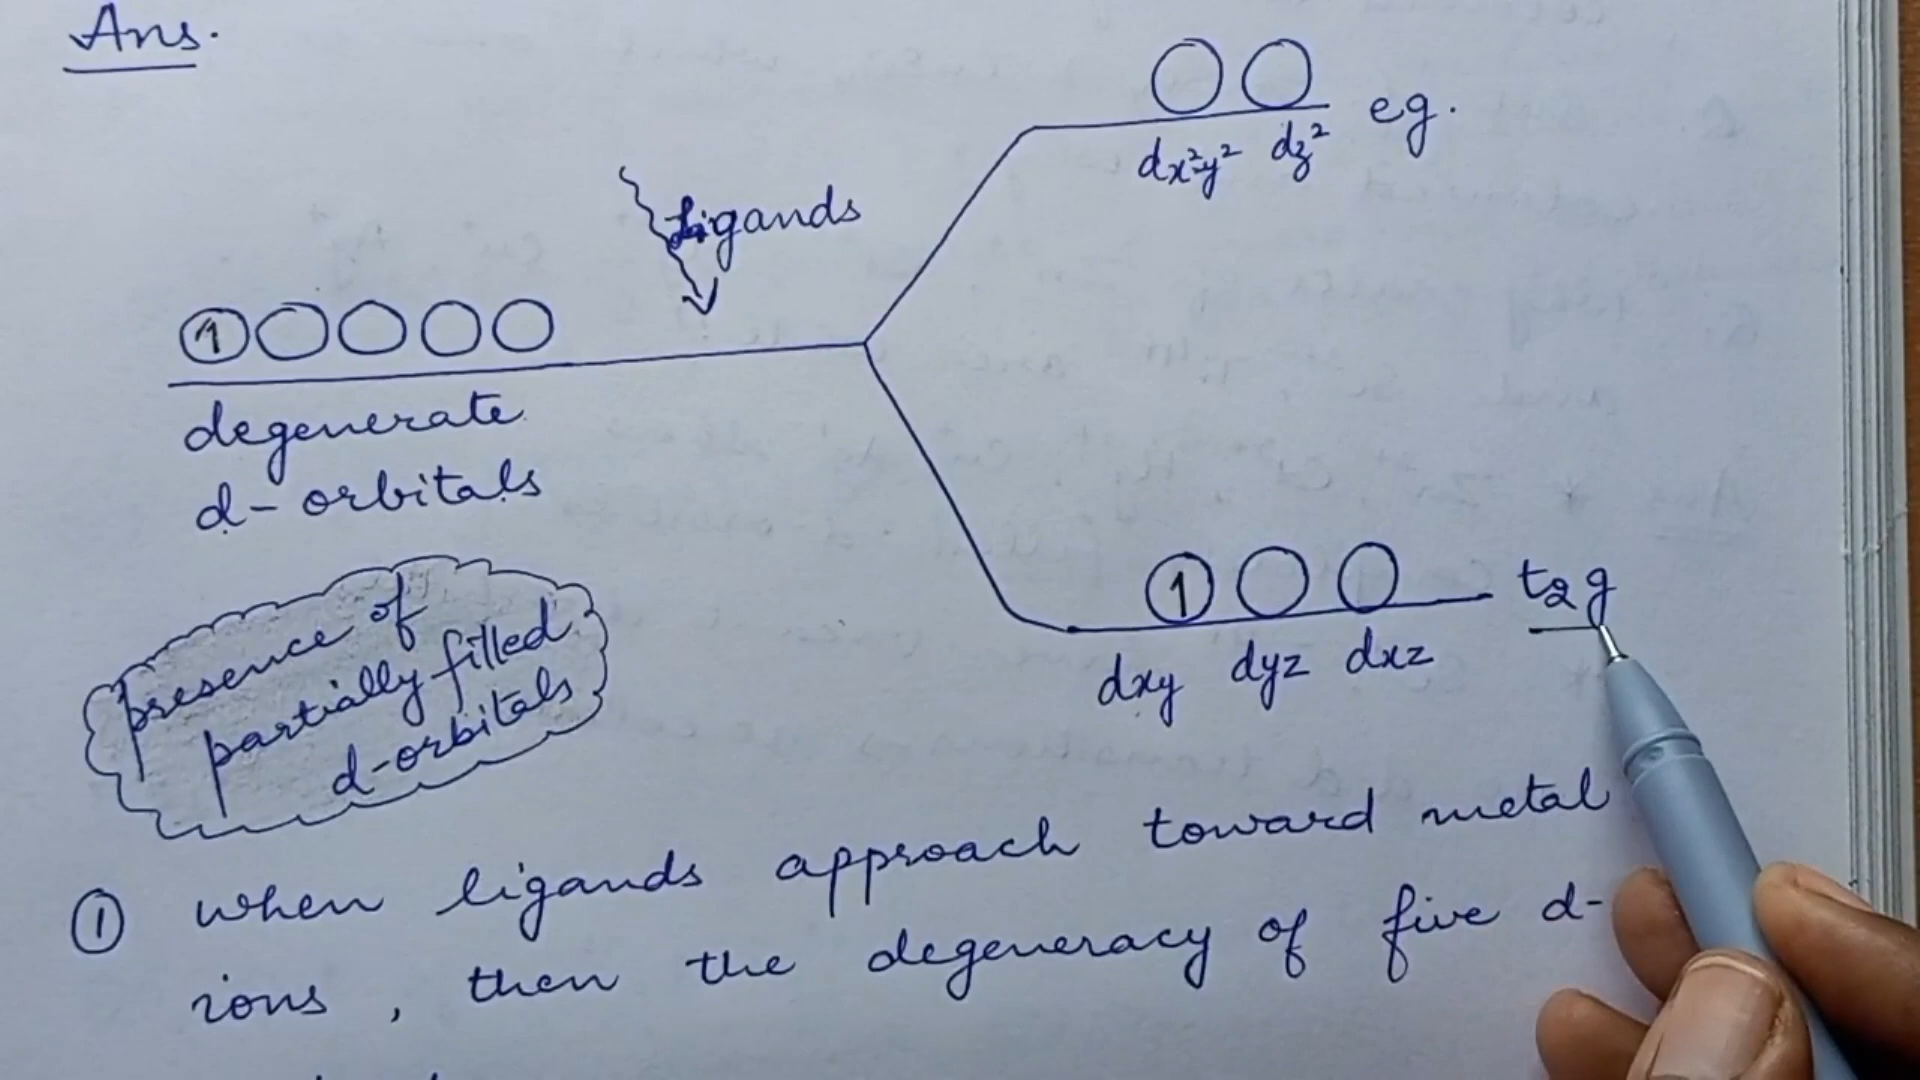 Ans.
dx²-y² dz² eg.
Ligands
1
degenerate
d-orbitals
1
dxy dyz dxz t2g
presence of
partially filled
d-orbitals
① when ligands approach toward metal
ions, then the degeneracy of five d-